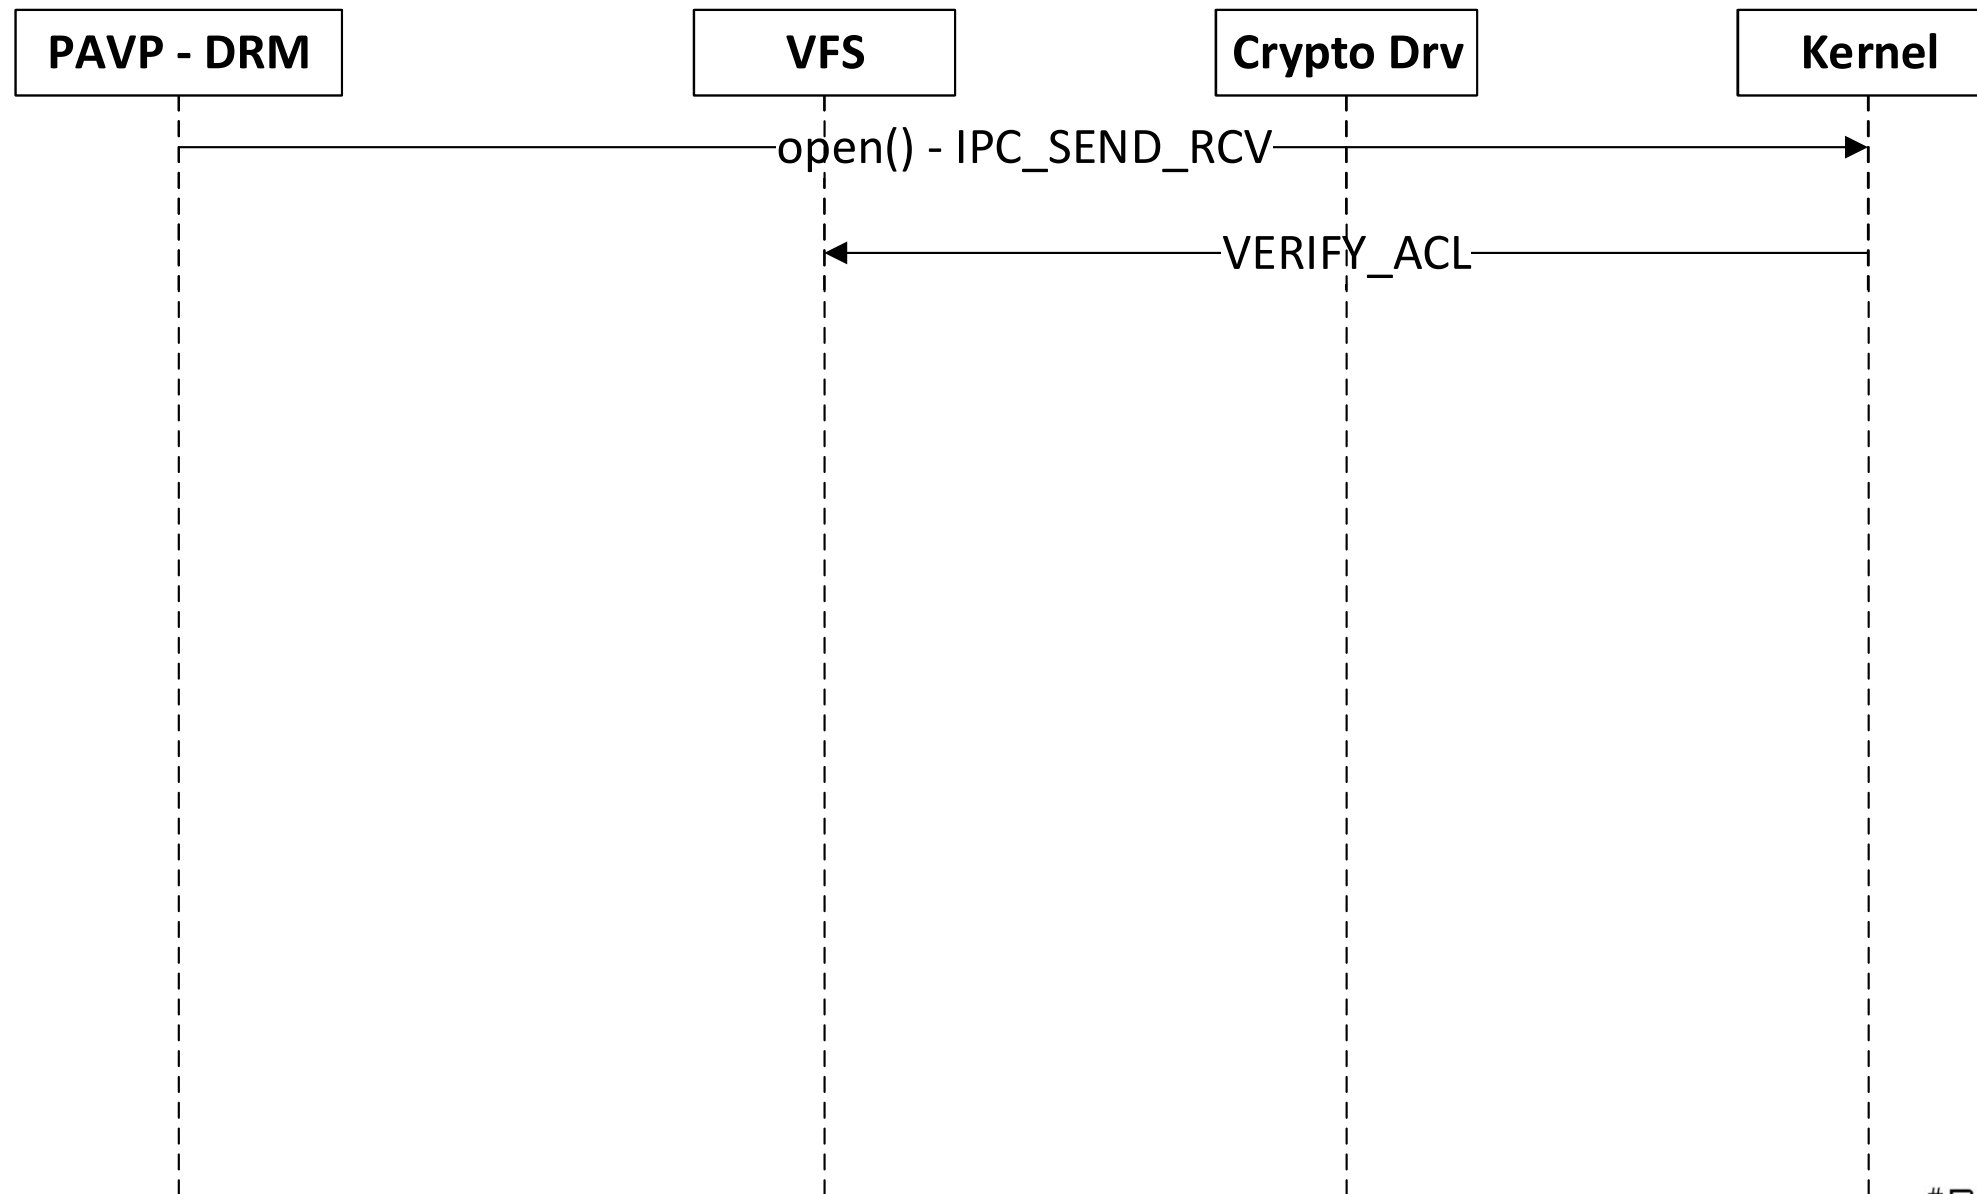 PAVP - DRM
VFS
Crypto Drv
Kernel
open() - IPC_SEND_RCV
VERIFY_ACL